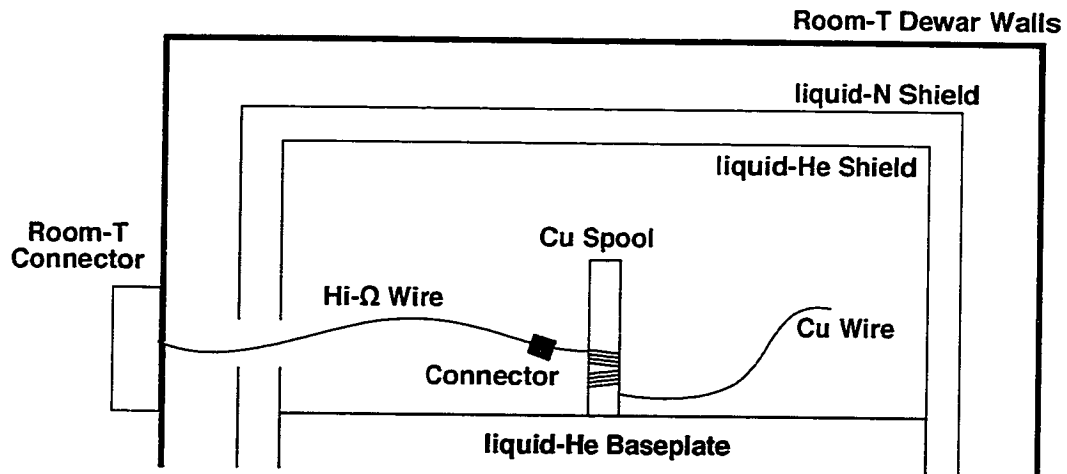 Room-T Dewar Walls
liquid-N Shield
liquid-He Shield
Room-T
Connector
Cu Spool
Hi-Ω Wire
Cu Wire
Connector
liquid-He Baseplate